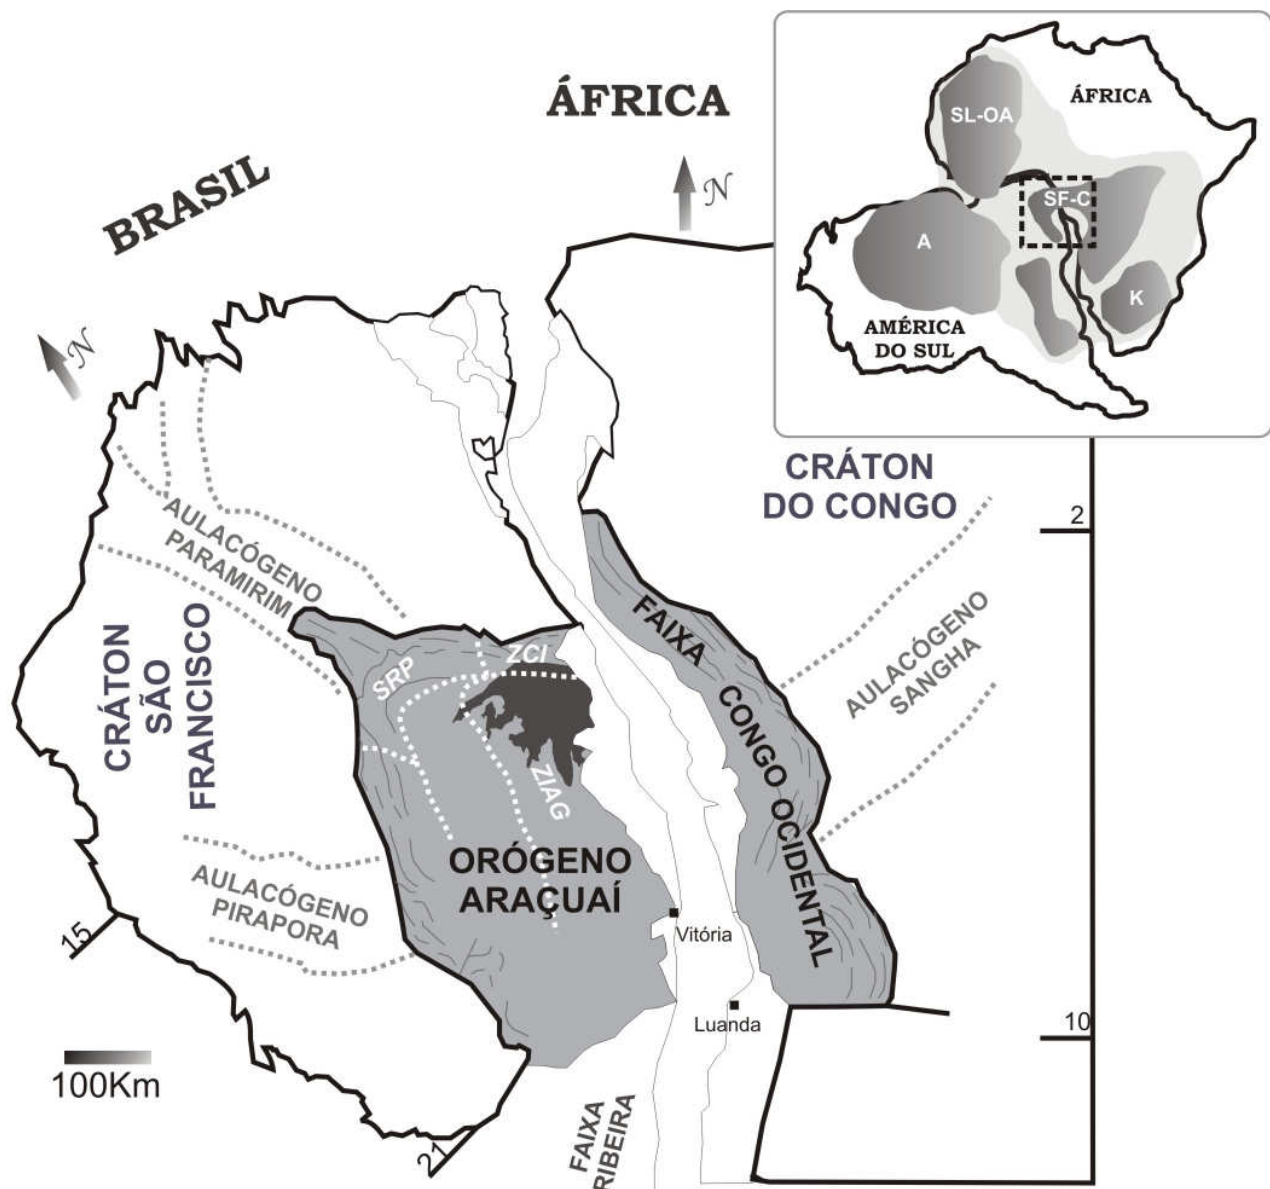 ÁFRICA
BRASIL
N
N
SL-OA
ÁFRICA
SF-C
A
K
AMÉRICA
DO SUL
CRÁTON
DO CONGO
2
AULACÓGENO
PARAMIRIM
CRÁTON
SÃO
FRANCISCO
FAIXA
CONGO OCIDENTAL
AULACÓGENO
SANGHA
SRP
ZCI
ZIAG
ORÓGENO
ARAÇUAÍ
AULACÓGENO
PIRAPORA
15
Vitória
Luanda
10
100Km
21
FAIXA
RIBEIRA